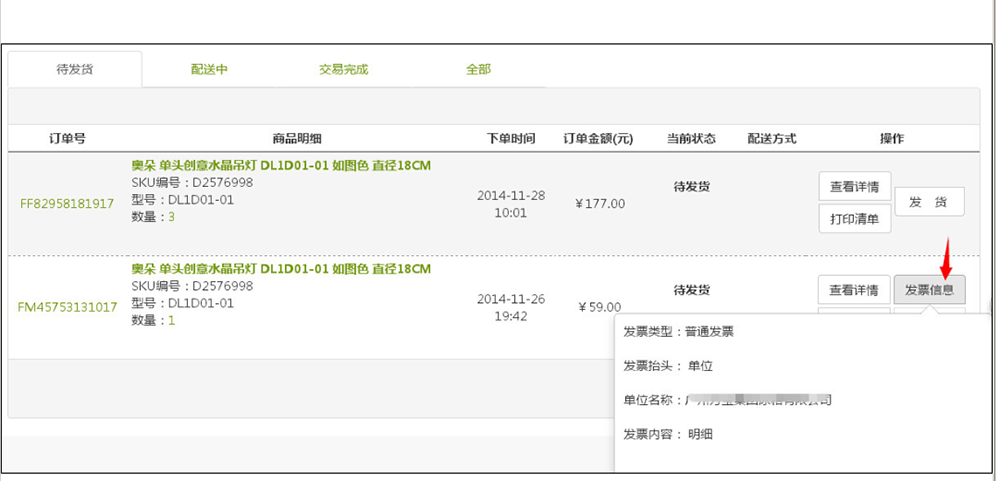 待发货 配送中 交易完成 全部
订单号 商品明细 下单时间 订单金额(元) 当前状态 配送方式 操作
奥朵 单头创意水晶吊灯 DL1D01-01 如图色 直径18CM
SKU编号：D2576998
型号：DL1D01-01
数量：3
FF82958181917
2014-11-28
10:01
￥177.00
待发货
查看详情
打印清单
发 货
奥朵 单头创意水晶吊灯 DL1D01-01 如图色 直径18CM
SKU编号：D2576998
型号：DL1D01-01
数量：1
FM45753131017
2014-11-26
19:42
￥59.00
待发货
查看详情
发票信息
发票类型：普通发票
发票抬头： 单位
单位名称：
发票内容： 明细